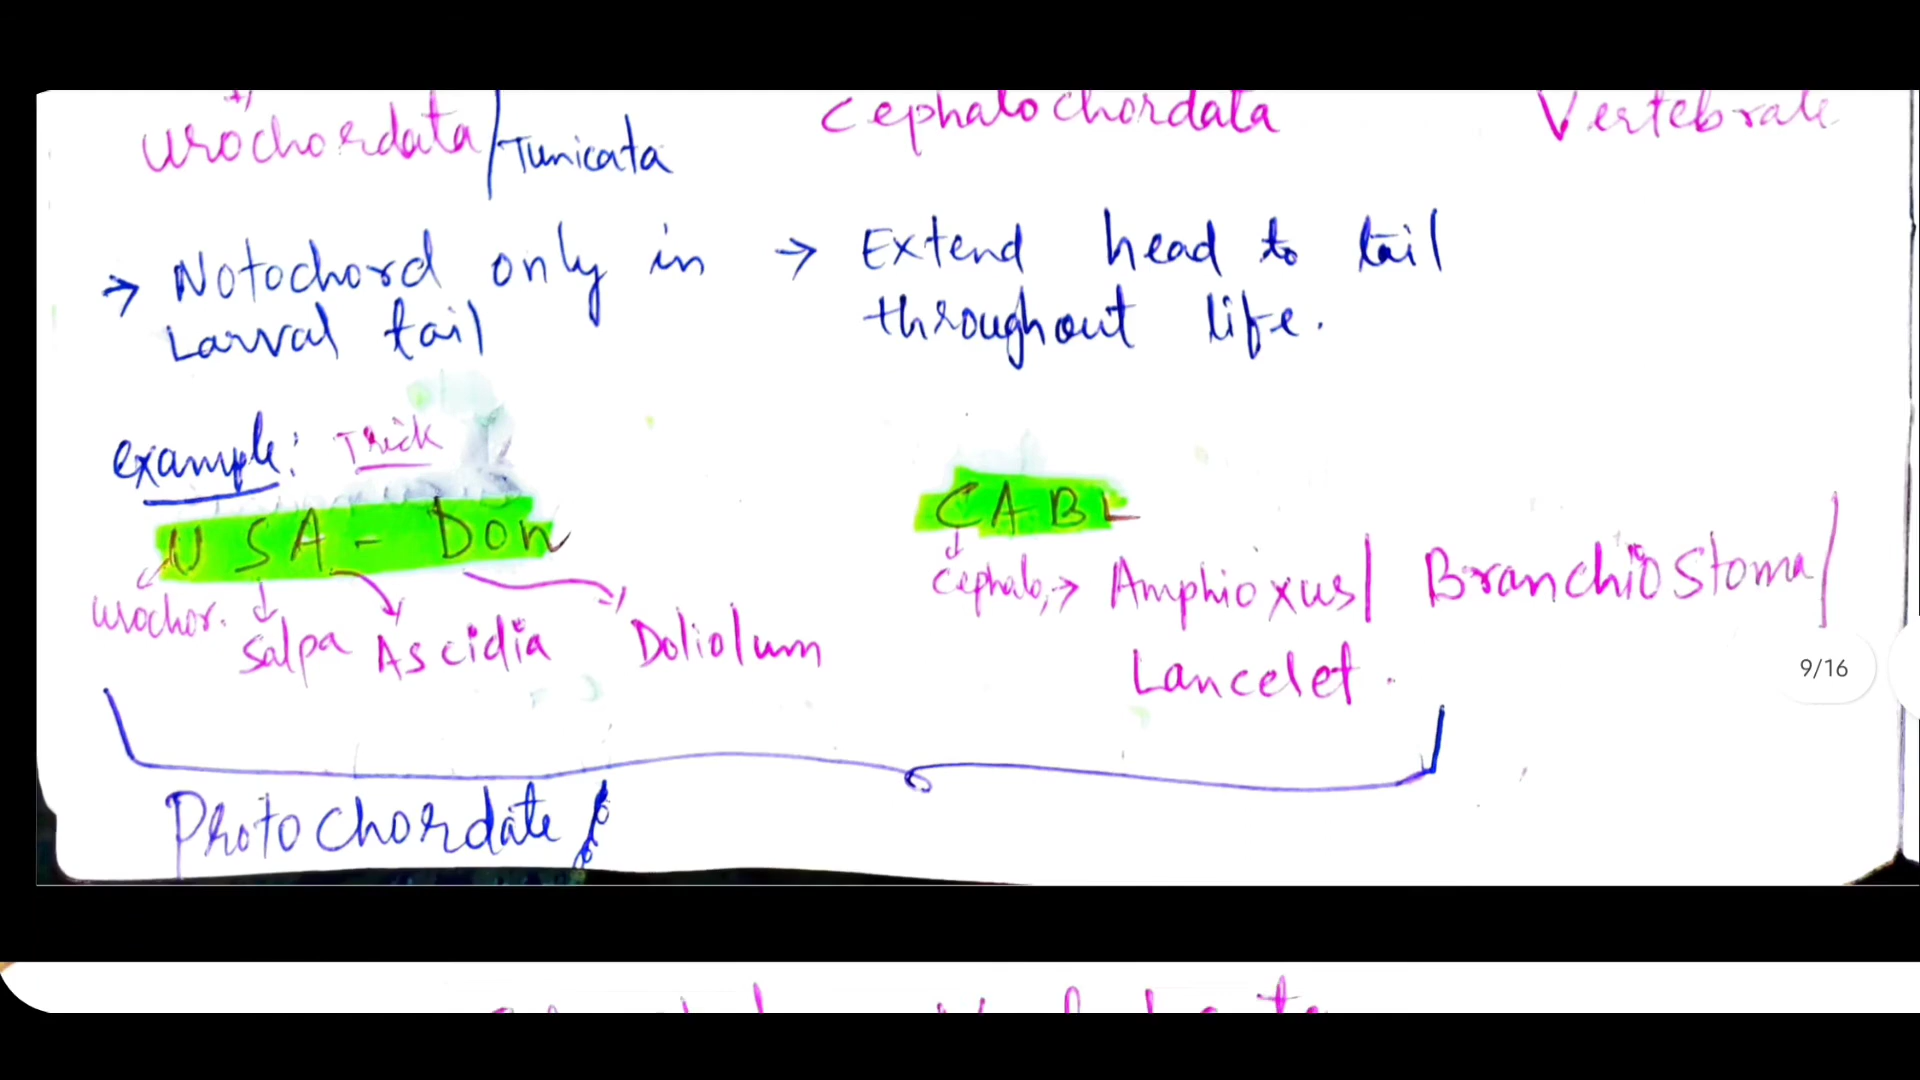 Urochordata/Tunicata
Cephalochordata
Vertebrate
→ Notochord only in
Larval tail
→ Extend head to tail
throughout life.
example: Trick
USA - Don
Urochor.
Salpa Ascidia Doliolum
CABL
Cephalo, → Amphioxus/ Branchiostoma/
Lancelet.
9/16
Protochordate